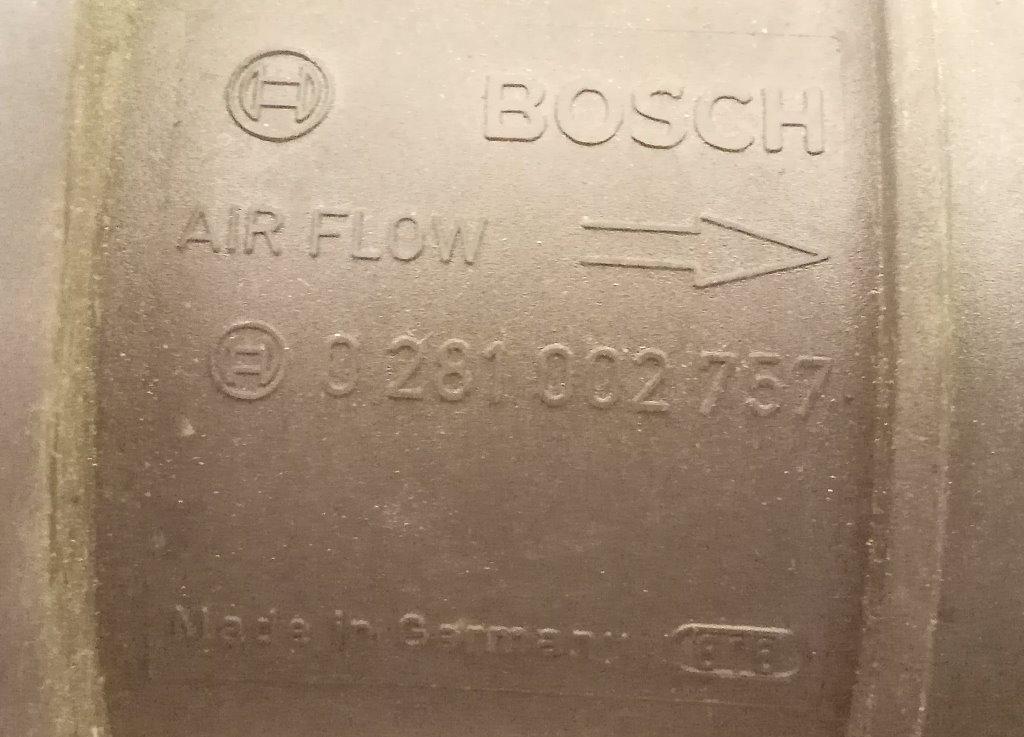 BOSCH
AIR FLOW
0 281 002 757
Made in Germany